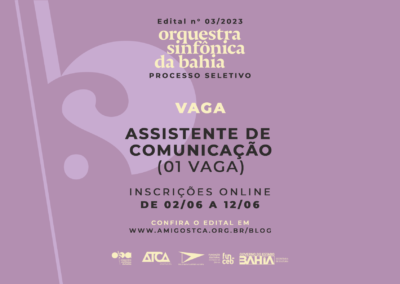 Edital nº 03/2023
orquestra
sinfônica
da bahia
PROCESSO SELETIVO
VAGA
ASSISTENTE DE
COMUNICAÇÃO
(01 VAGA)
INSCRIÇÕES ONLINE
DE 02/06 A 12/06
CONFIRA O EDITAL EM
WWW.AMIGOSTCA.ORG.BR/BLOG
ATCA
BAHIA